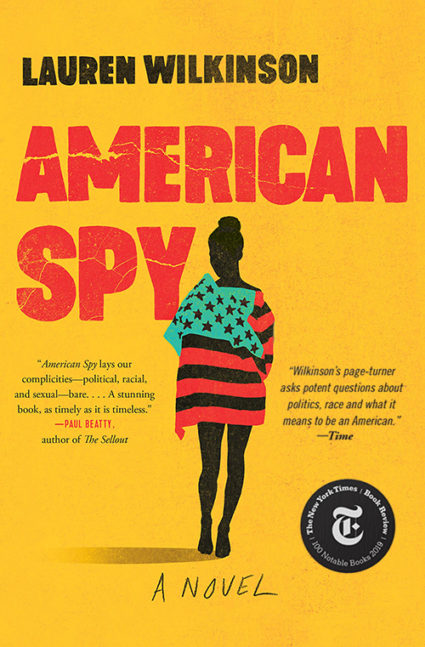 LAUREN WILKINSON
AMERICAN
SPY
“American Spy lays our
complicities—political, racial,
and sexual—bare. . . . A stunning
book, as timely as it is timeless.”
—PAUL BEATTY,
author of The Sellout
“Wilkinson’s page-turner
asks potent questions about
politics, race and what it
means to be an American.”
—Time
The New York Times | Book Review
T
100 Notable Books 2019
A NOVEL